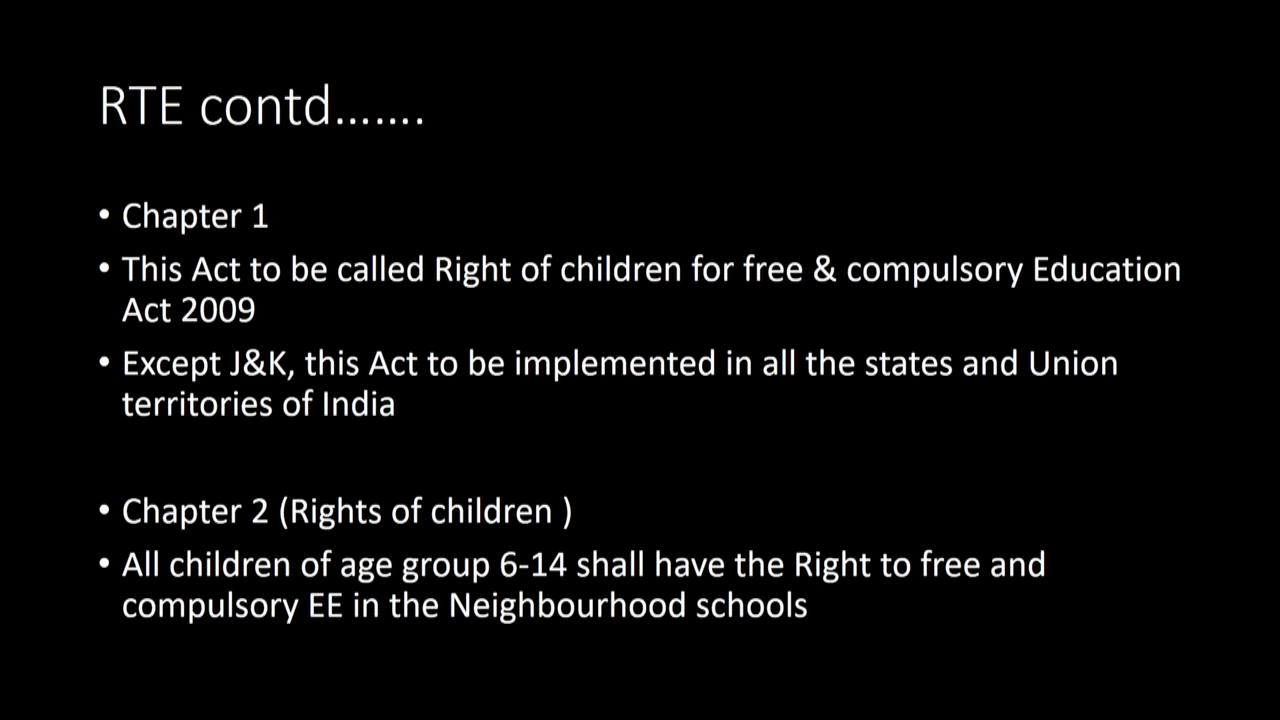 RTE contd.......
• Chapter 1
• This Act to be called Right of children for free & compulsory Education
Act 2009
• Except J&K, this Act to be implemented in all the states and Union
territories of India
• Chapter 2 (Rights of children )
• All children of age group 6-14 shall have the Right to free and
compulsory EE in the Neighbourhood schools